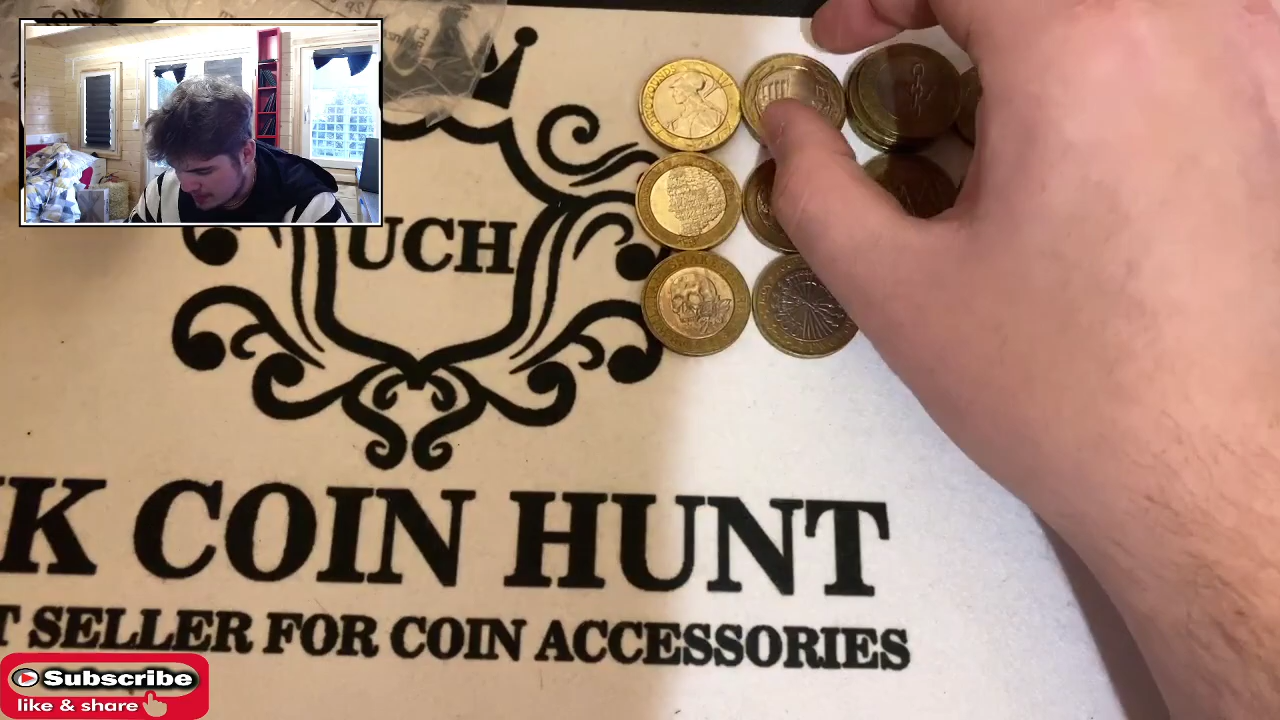 UCH
K COIN HUNT
T SELLER FOR COIN ACCESSORIES
Subscribe
like & share